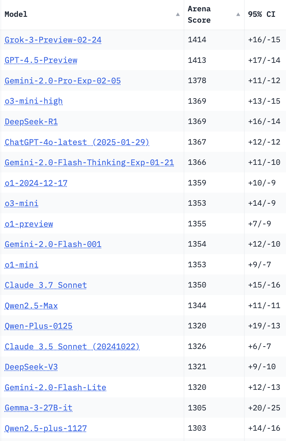 Model Arena Score 95% CI
Grok-3-Preview-02-24 1414 +16/-15
GPT-4.5-Preview 1413 +17/-14
Gemini-2.0-Pro-Exp-02-05 1378 +11/-12
o3-mini-high 1369 +13/-15
DeepSeek-R1 1369 +16/-14
ChatGPT-4o-latest (2025-01-29) 1367 +12/-12
Gemini-2.0-Flash-Thinking-Exp-01-21 1366 +11/-10
o1-2024-12-17 1359 +10/-9
o3-mini 1353 +14/-9
o1-preview 1355 +7/-9
Gemini-2.0-Flash-001 1354 +12/-10
o1-mini 1353 +9/-7
Claude 3.7 Sonnet 1350 +15/-16
Qwen2.5-Max 1344 +11/-11
Qwen-Plus-0125 1320 +19/-13
Claude 3.5 Sonnet (20241022) 1326 +6/-7
DeepSeek-V3 1321 +9/-10
Gemini-2.0-Flash-Lite 1320 +12/-13
Gemma-3-27B-it 1305 +20/-25
Qwen2.5-plus-1127 1303 +14/-16